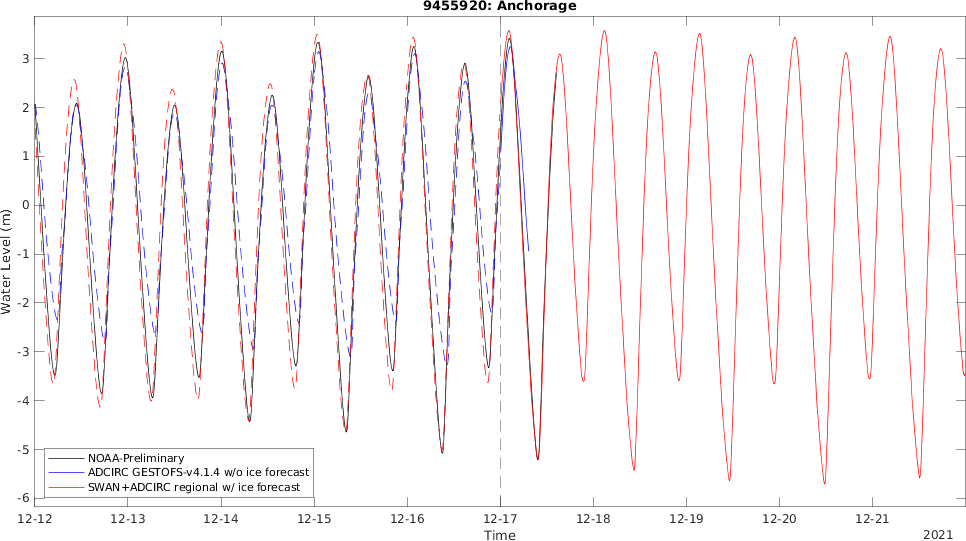 9455920: Anchorage
Water Level (m)
3
2
1
0
-1
-2
-3
-4
-5
-6
NOAA-Preliminary
ADCIRC GESTOFS-v4.1.4 w/o ice forecast
SWAN+ADCIRC regional w/ ice forecast
12-12 12-13 12-14 12-15 12-16 12-17 12-18 12-19 12-20 12-21
Time
2021